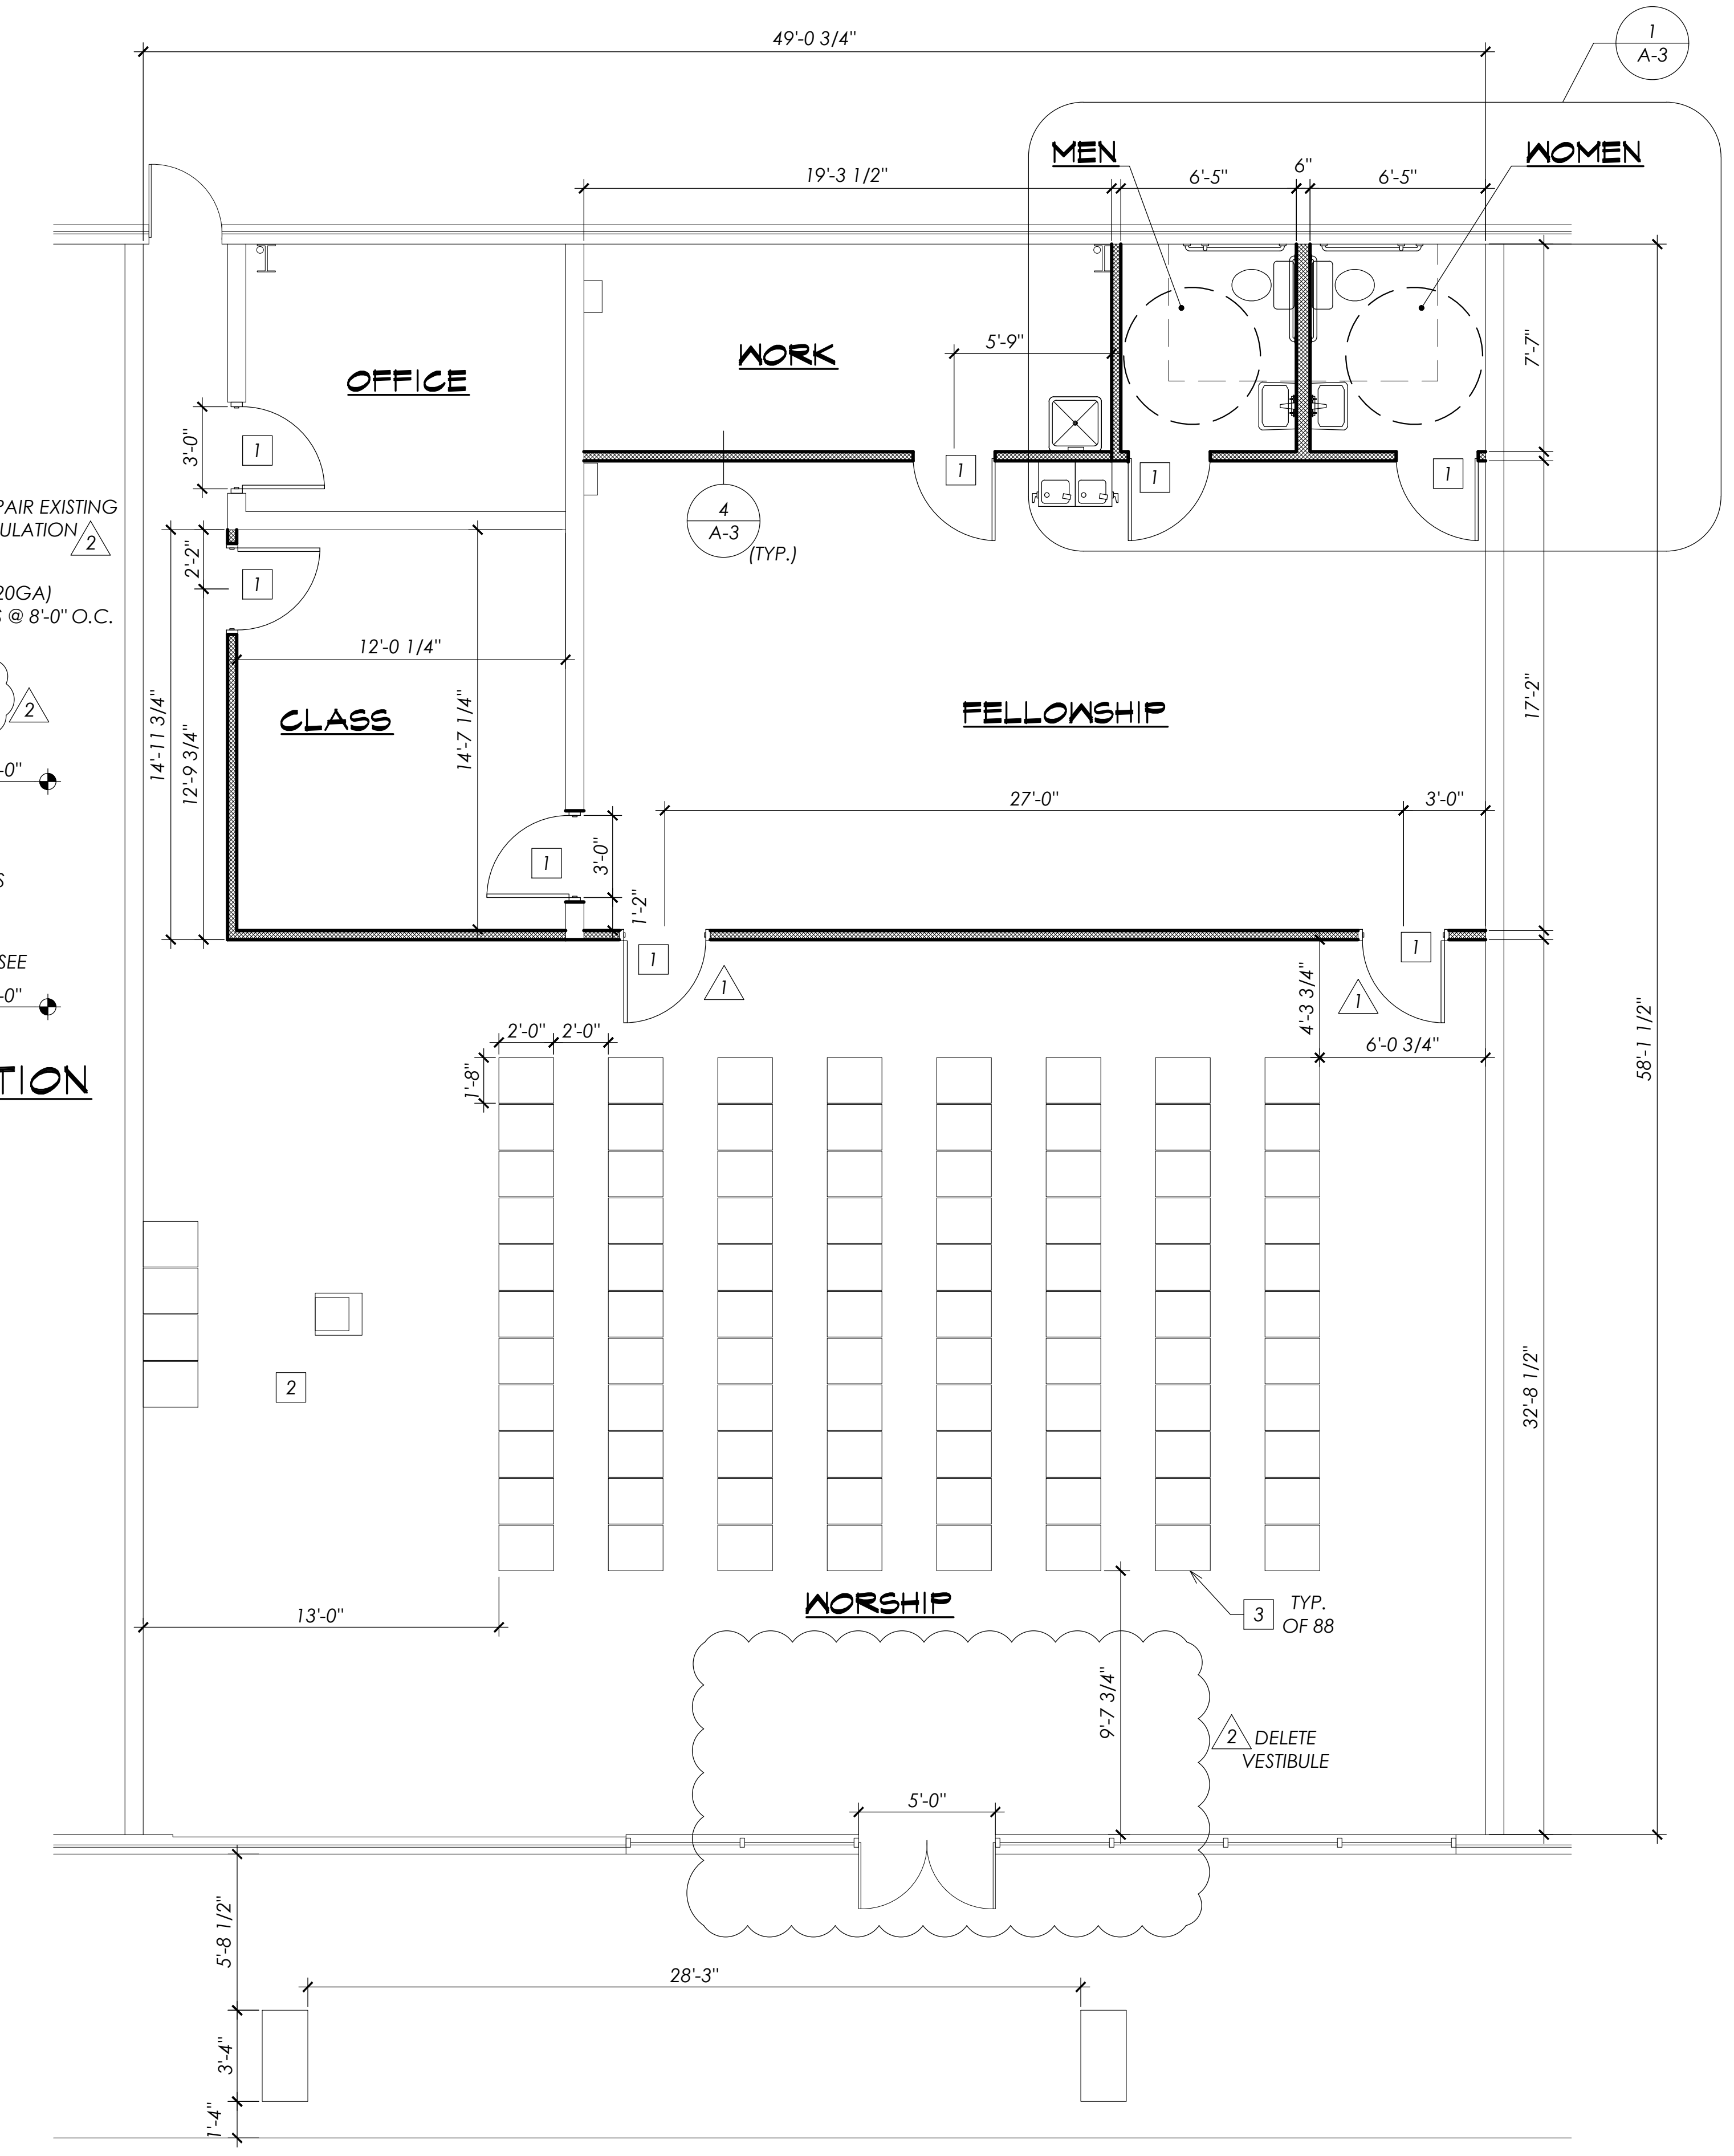 49'-0 3/4"
1
A-3
MEN
WOMEN
19'-3 1/2"
6'-5"
6"
6'-5"
OFFICE
WORK
5'-9"
7'-7"
3'-0"
1
1
1
1
PAIR EXISTING
ULATION
2
4
A-3
(TYP.)
2'-2"
1
20GA)
@ 8'-0" O.C.
12'-0 1/4"
2
CLASS
FELLOWSHIP
14'-11 3/4"
12'-9 3/4"
14'-7 1/4"
17'-2"
-0"
27'-0"
3'-0"
1
3'-0"
S
1'-2"
1
1
SEE
-0"
1
1
4'-3 3/4"
58'-1 1/2"
2'-0"
2'-0"
6'-0 3/4"
TION
1'-8"
2
32'-8 1/2"
13'-0"
WORSHIP
3
TYP.
OF 88
9'-7 3/4"
2
DELETE
VESTIBULE
5'-0"
5'-8 1/2"
28'-3"
3'-4"
1'-4"